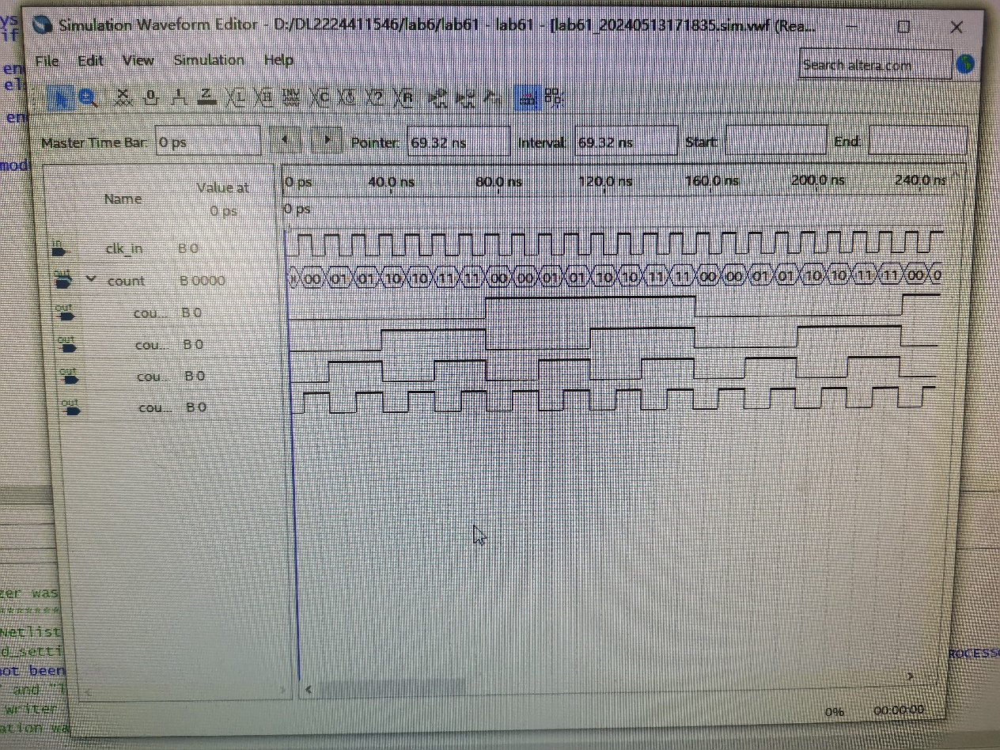 Simulation Waveform Editor - D:/DL2224411546/lab6/lab61 - lab61 - [lab61_20240513171835.sim.vwf (Rea...
ys
if
File Edit View Simulation Help
Search altera.com
en
el
en
Master Time Bar: 0 ps Pointer: 69.32 ns Interval: 69.32 ns Start: End:
mod
Name Value at 0 ps
0 ps 40.0 ns 80.0 ns 120.0 ns 160.0 ns 200.0 ns 240.0 ns
0 ps
in clk_in B 0
out count B 0000 00 01 01 10 10 11 11 00 00 01 01 10 10 11 11 00 00 01 01 10 10 11 11 00 0
out cou... B 0
out cou... B 0
out cou... B 0
out cou... B 0
zer was
*******
Netlist
d_setti
ROCESS
not been
and "
writer
ation wa
0% 00:00:00